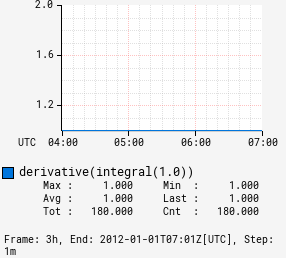 2.0
1.6
1.2
UTC 04:00 05:00 06:00 07:00
derivative(integral(1.0))
Max : 1.000 Min : 1.000
Avg : 1.000 Last : 1.000
Tot : 180.000 Cnt : 180.000
Frame: 3h, End: 2012-01-01T07:01Z[UTC], Step:
1m